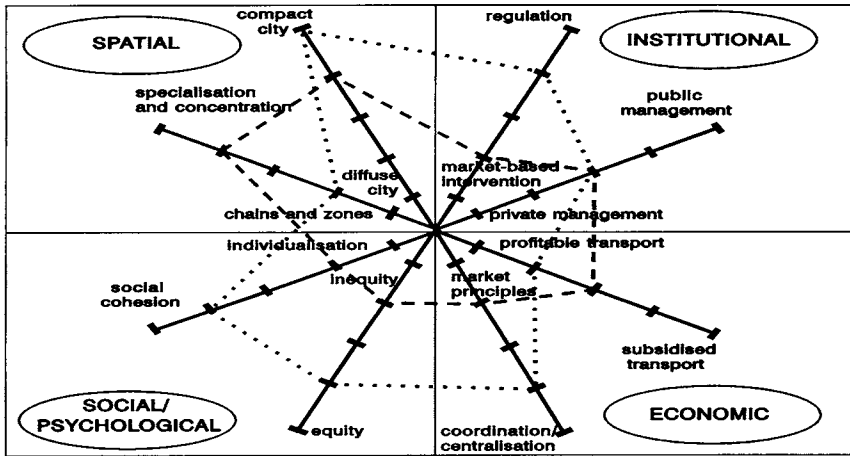 compact
city
regulation
SPATIAL
INSTITUTIONAL
specialisation
and concentration
public
management
diffuse
city
market-based
intervention
chains and zones
private management
individualisation
profitable transport
social
cohesion
inequity
market
principles
subsidised
transport
SOCIAL/
PSYCHOLOGICAL
ECONOMIC
equity
coordination/
centralisation